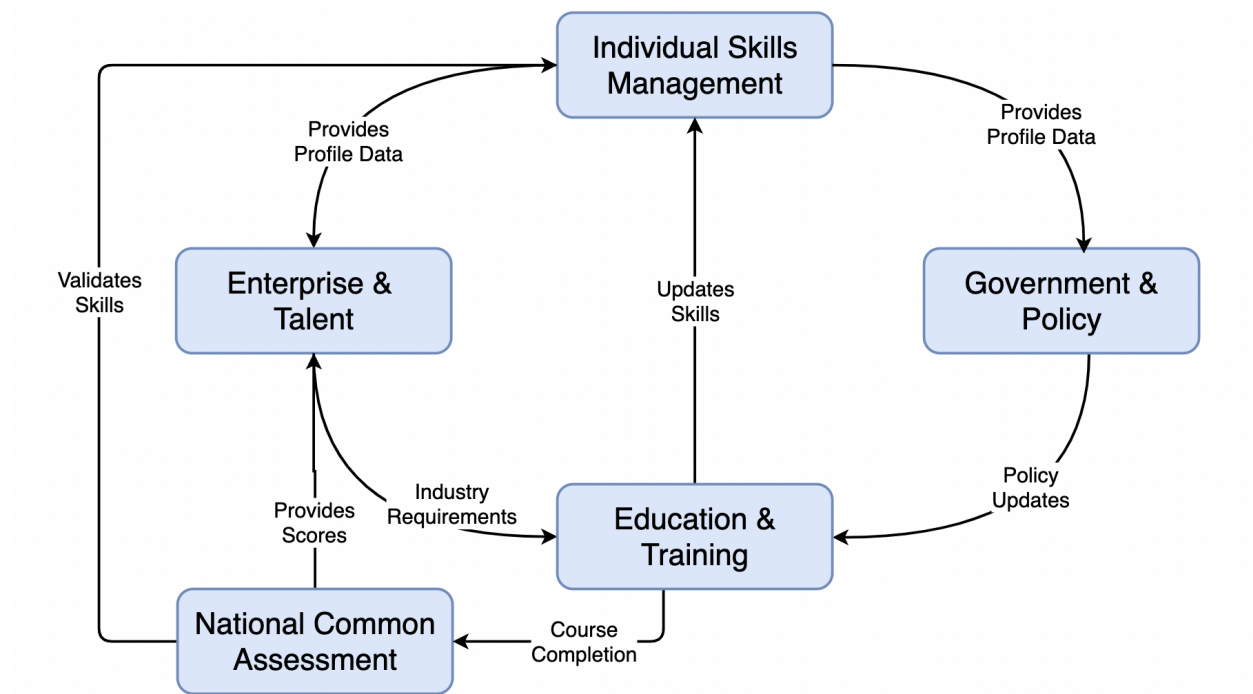 Individual Skills
Management
Provides
Profile Data
Provides
Profile Data
Enterprise &
Talent
Government &
Policy
Validates
Skills
Updates
Skills
Industry
Requirements
Policy
Updates
Provides
Scores
Education &
Training
National Common
Assessment
Course
Completion